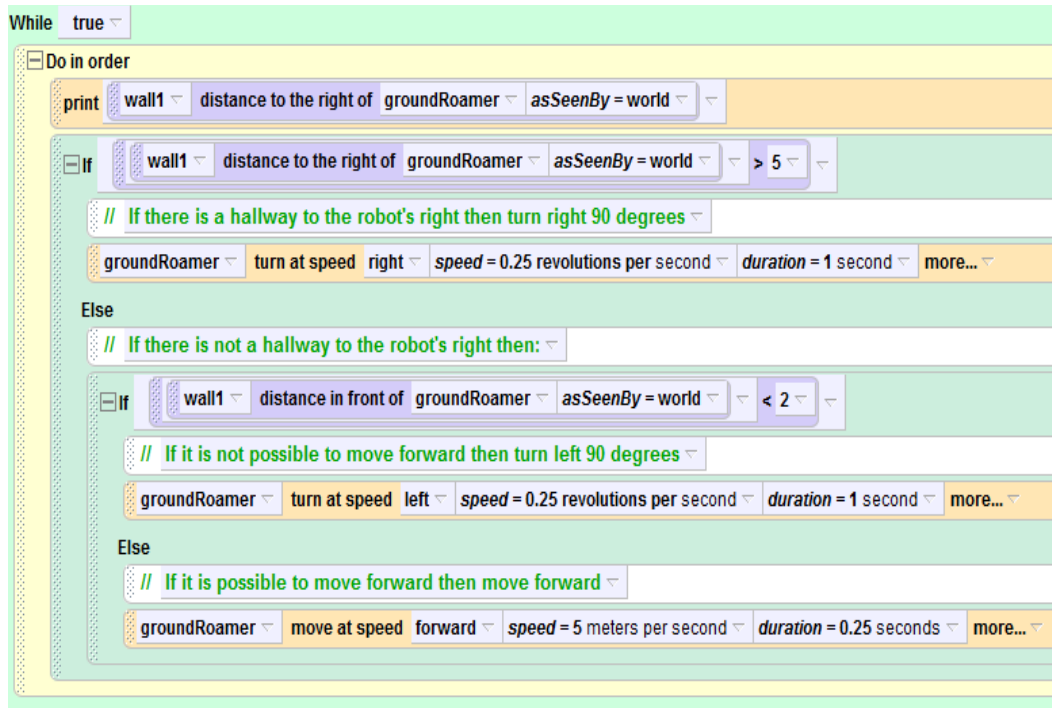 While true
Do in order
print wall1 distance to the right of groundRoamer asSeenBy = world
If wall1 distance to the right of groundRoamer asSeenBy = world > 5
// If there is a hallway to the robot's right then turn right 90 degrees
groundRoamer turn at speed right speed = 0.25 revolutions per second duration = 1 second more...
Else
// If there is not a hallway to the robot's right then:
If wall1 distance in front of groundRoamer asSeenBy = world < 2
// If it is not possible to move forward then turn left 90 degrees
groundRoamer turn at speed left speed = 0.25 revolutions per second duration = 1 second more...
Else
// If it is possible to move forward then move forward
groundRoamer move at speed forward speed = 5 meters per second duration = 0.25 seconds more...